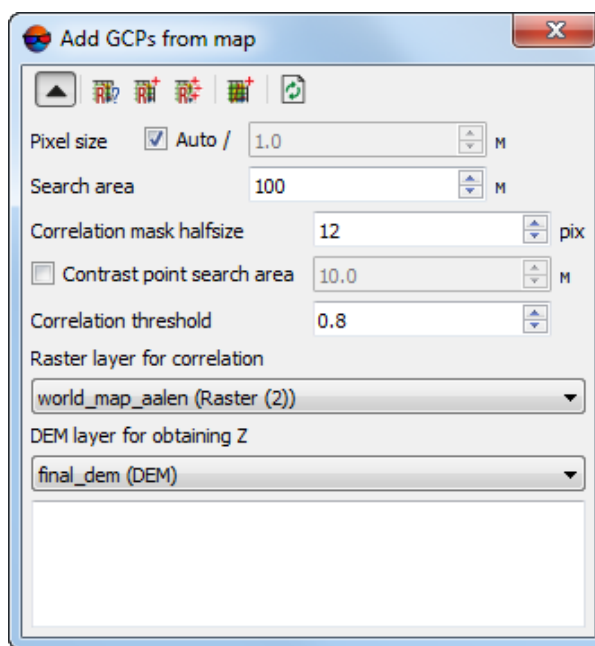 Add GCPs from map
Pixel size Auto / 1.0 м
Search area 100 м
Correlation mask halfsize 12 pix
Contrast point search area 10.0 м
Correlation threshold 0.8
Raster layer for correlation
world_map_aalen (Raster (2))
DEM layer for obtaining Z
final_dem (DEM)